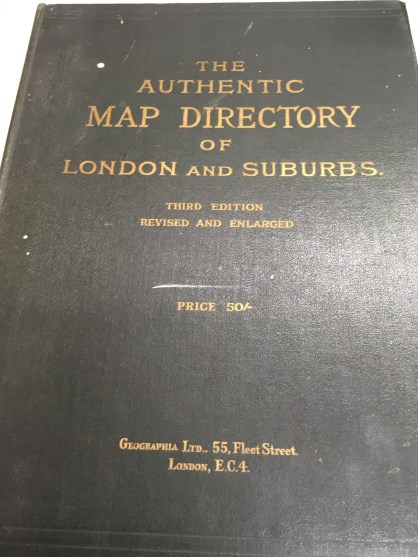 THE
AUTHENTIC
MAP DIRECTORY
OF
LONDON AND SUBURBS.
THIRD EDITION
REVISED AND ENLARGED
PRICE 50/-
GEOGRAPHIA LTD., 55, Fleet Street.
LONDON, E.C.4.